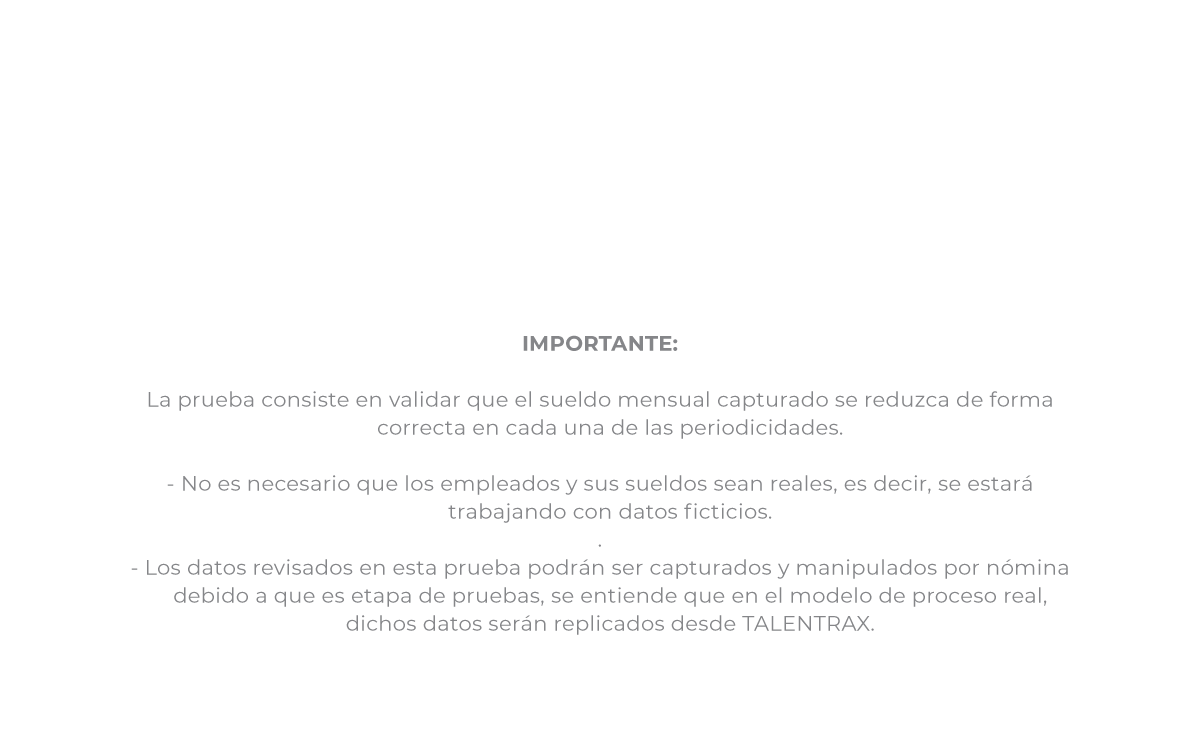 IMPORTANTE:
La prueba consiste en validar que el sueldo mensual capturado se reduzca de forma
correcta en cada una de las periodicidades.
- No es necesario que los empleados y sus sueldos sean reales, es decir, se estará
trabajando con datos ficticios.
.
- Los datos revisados en esta prueba podrán ser capturados y manipulados por nómina
debido a que es etapa de pruebas, se entiende que en el modelo de proceso real,
dichos datos serán replicados desde TALENTRAX.